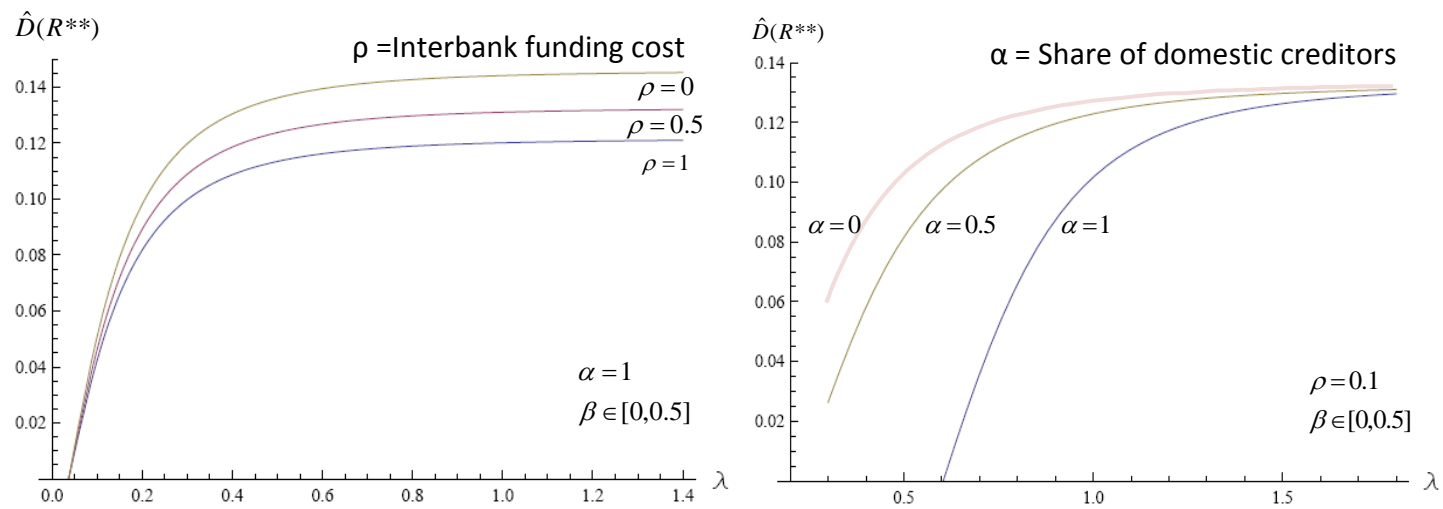 D̂(R**)
ρ =Interbank funding cost
0.14
0.12
0.10
0.08
0.06
0.04
0.02
ρ = 0
ρ = 0.5
ρ = 1
α = 1
β ∈ [0,0.5]
0.0 0.2 0.4 0.6 0.8 1.0 1.2 1.4 λ
D̂(R**)
α = Share of domestic creditors
0.14
0.12
0.10
0.08
0.06
0.04
0.02
α = 0 α = 0.5 α = 1
ρ = 0.1
β ∈ [0,0.5]
0.5 1.0 1.5 λ